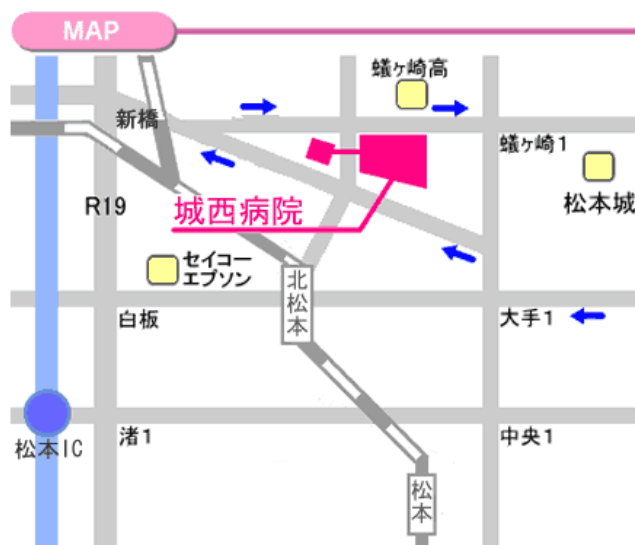 MAP
蟻ヶ崎高
新橋
蟻ヶ崎1
R19
城西病院
松本城
セイコー
エプソン
北松本
白板
大手1
松本IC
渚1
中央1
松本